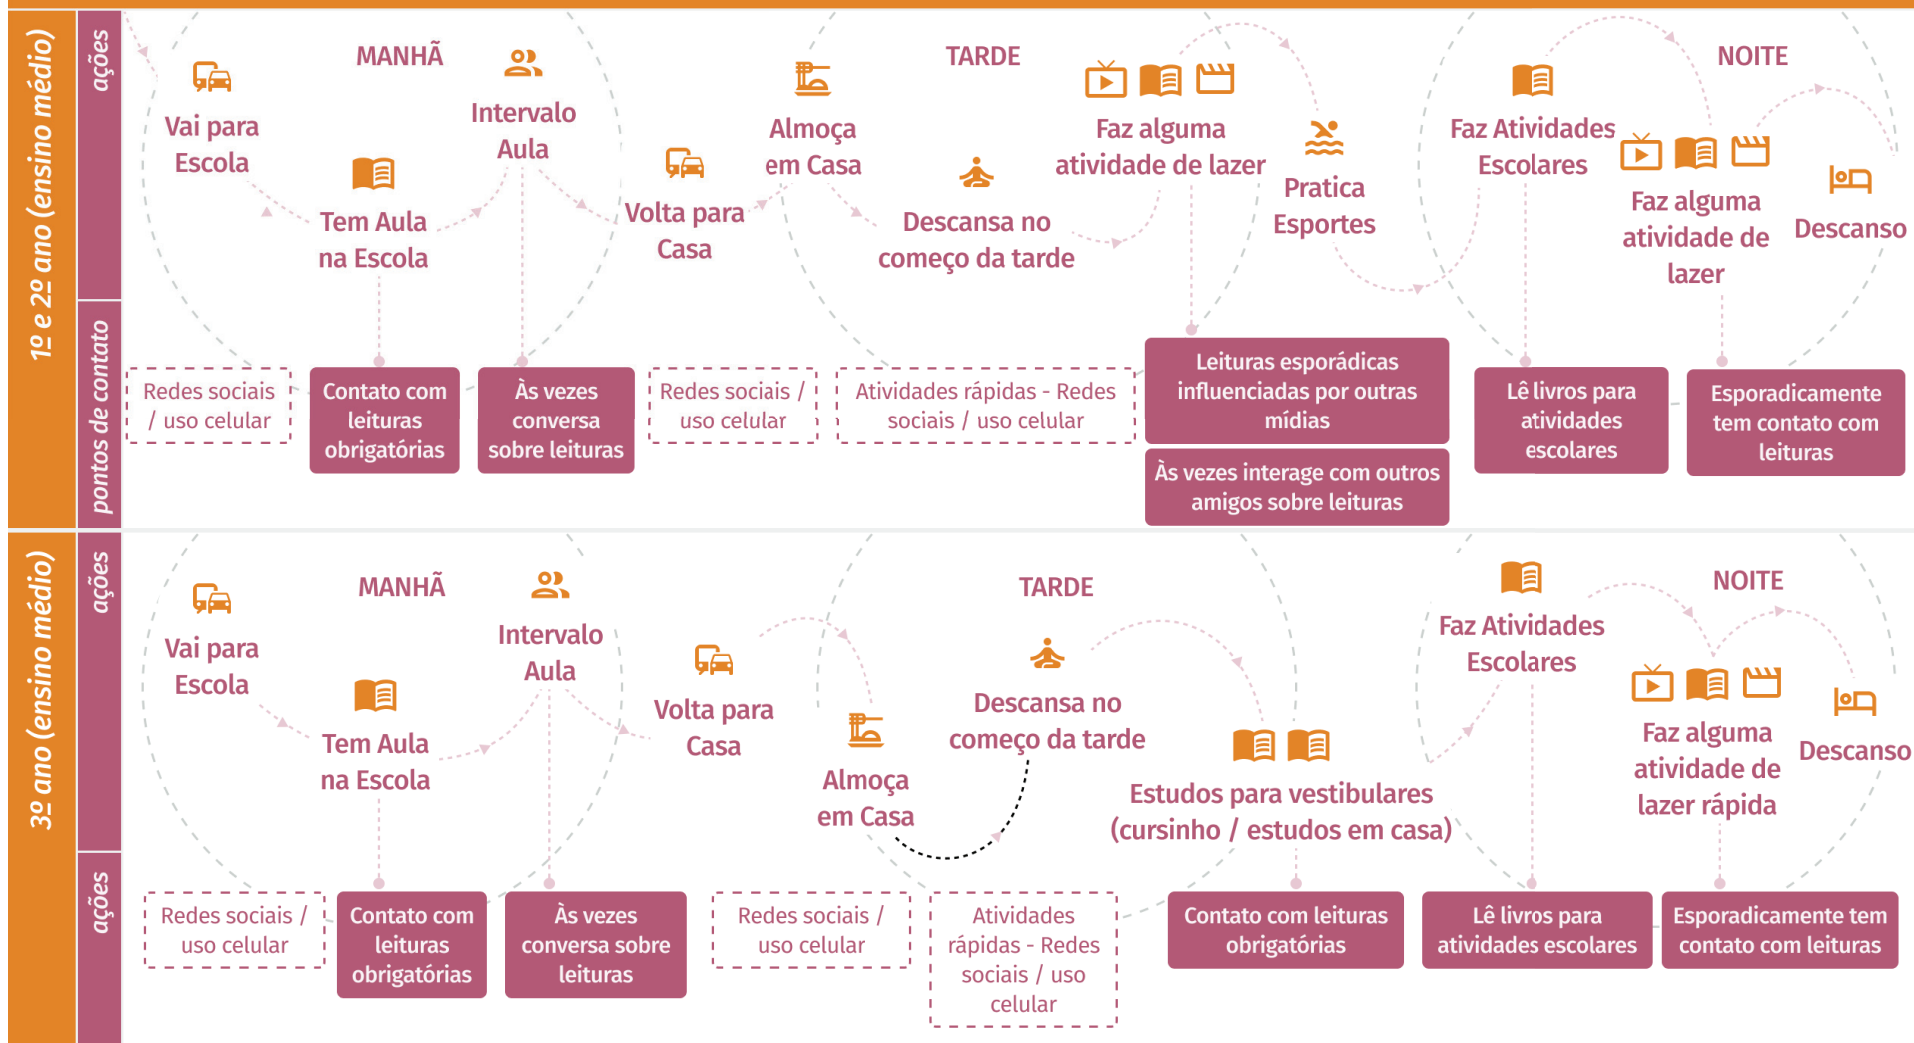 1º e 2º ano (ensino médio)
ações
MANHÃ
TARDE
NOITE
Vai para
Escola
Tem Aula
na Escola
Intervalo
Aula
Volta para
Casa
Almoça
em Casa
Descansa no
começo da tarde
Faz alguma
atividade de lazer
Pratica
Esportes
Faz Atividades
Escolares
Faz alguma
atividade de
lazer
Descanso
pontos de contato
Redes sociais
/ uso celular
Contato com
leituras
obrigatórias
Às vezes
conversa
sobre leituras
Redes sociais /
uso celular
Atividades rápidas - Redes
sociais / uso celular
Leituras esporádicas
influenciadas por outras
mídias
Às vezes interage com outros
amigos sobre leituras
Lê livros para
atividades
escolares
Esporadicamente
tem contato com
leituras
3º ano (ensino médio)
ações
MANHÃ
TARDE
NOITE
Vai para
Escola
Tem Aula
na Escola
Intervalo
Aula
Volta para
Casa
Almoça
em Casa
Descansa no
começo da tarde
Estudos para vestibulares
(cursinho / estudos em casa)
Faz Atividades
Escolares
Faz alguma
atividade de
lazer rápida
Descanso
ações
Redes sociais /
uso celular
Contato com
leituras
obrigatórias
Às vezes
conversa sobre
leituras
Redes sociais /
uso celular
Atividades
rápidas - Redes
sociais / uso
celular
Contato com leituras
obrigatórias
Lê livros para
atividades escolares
Esporadicamente tem
contato com leituras